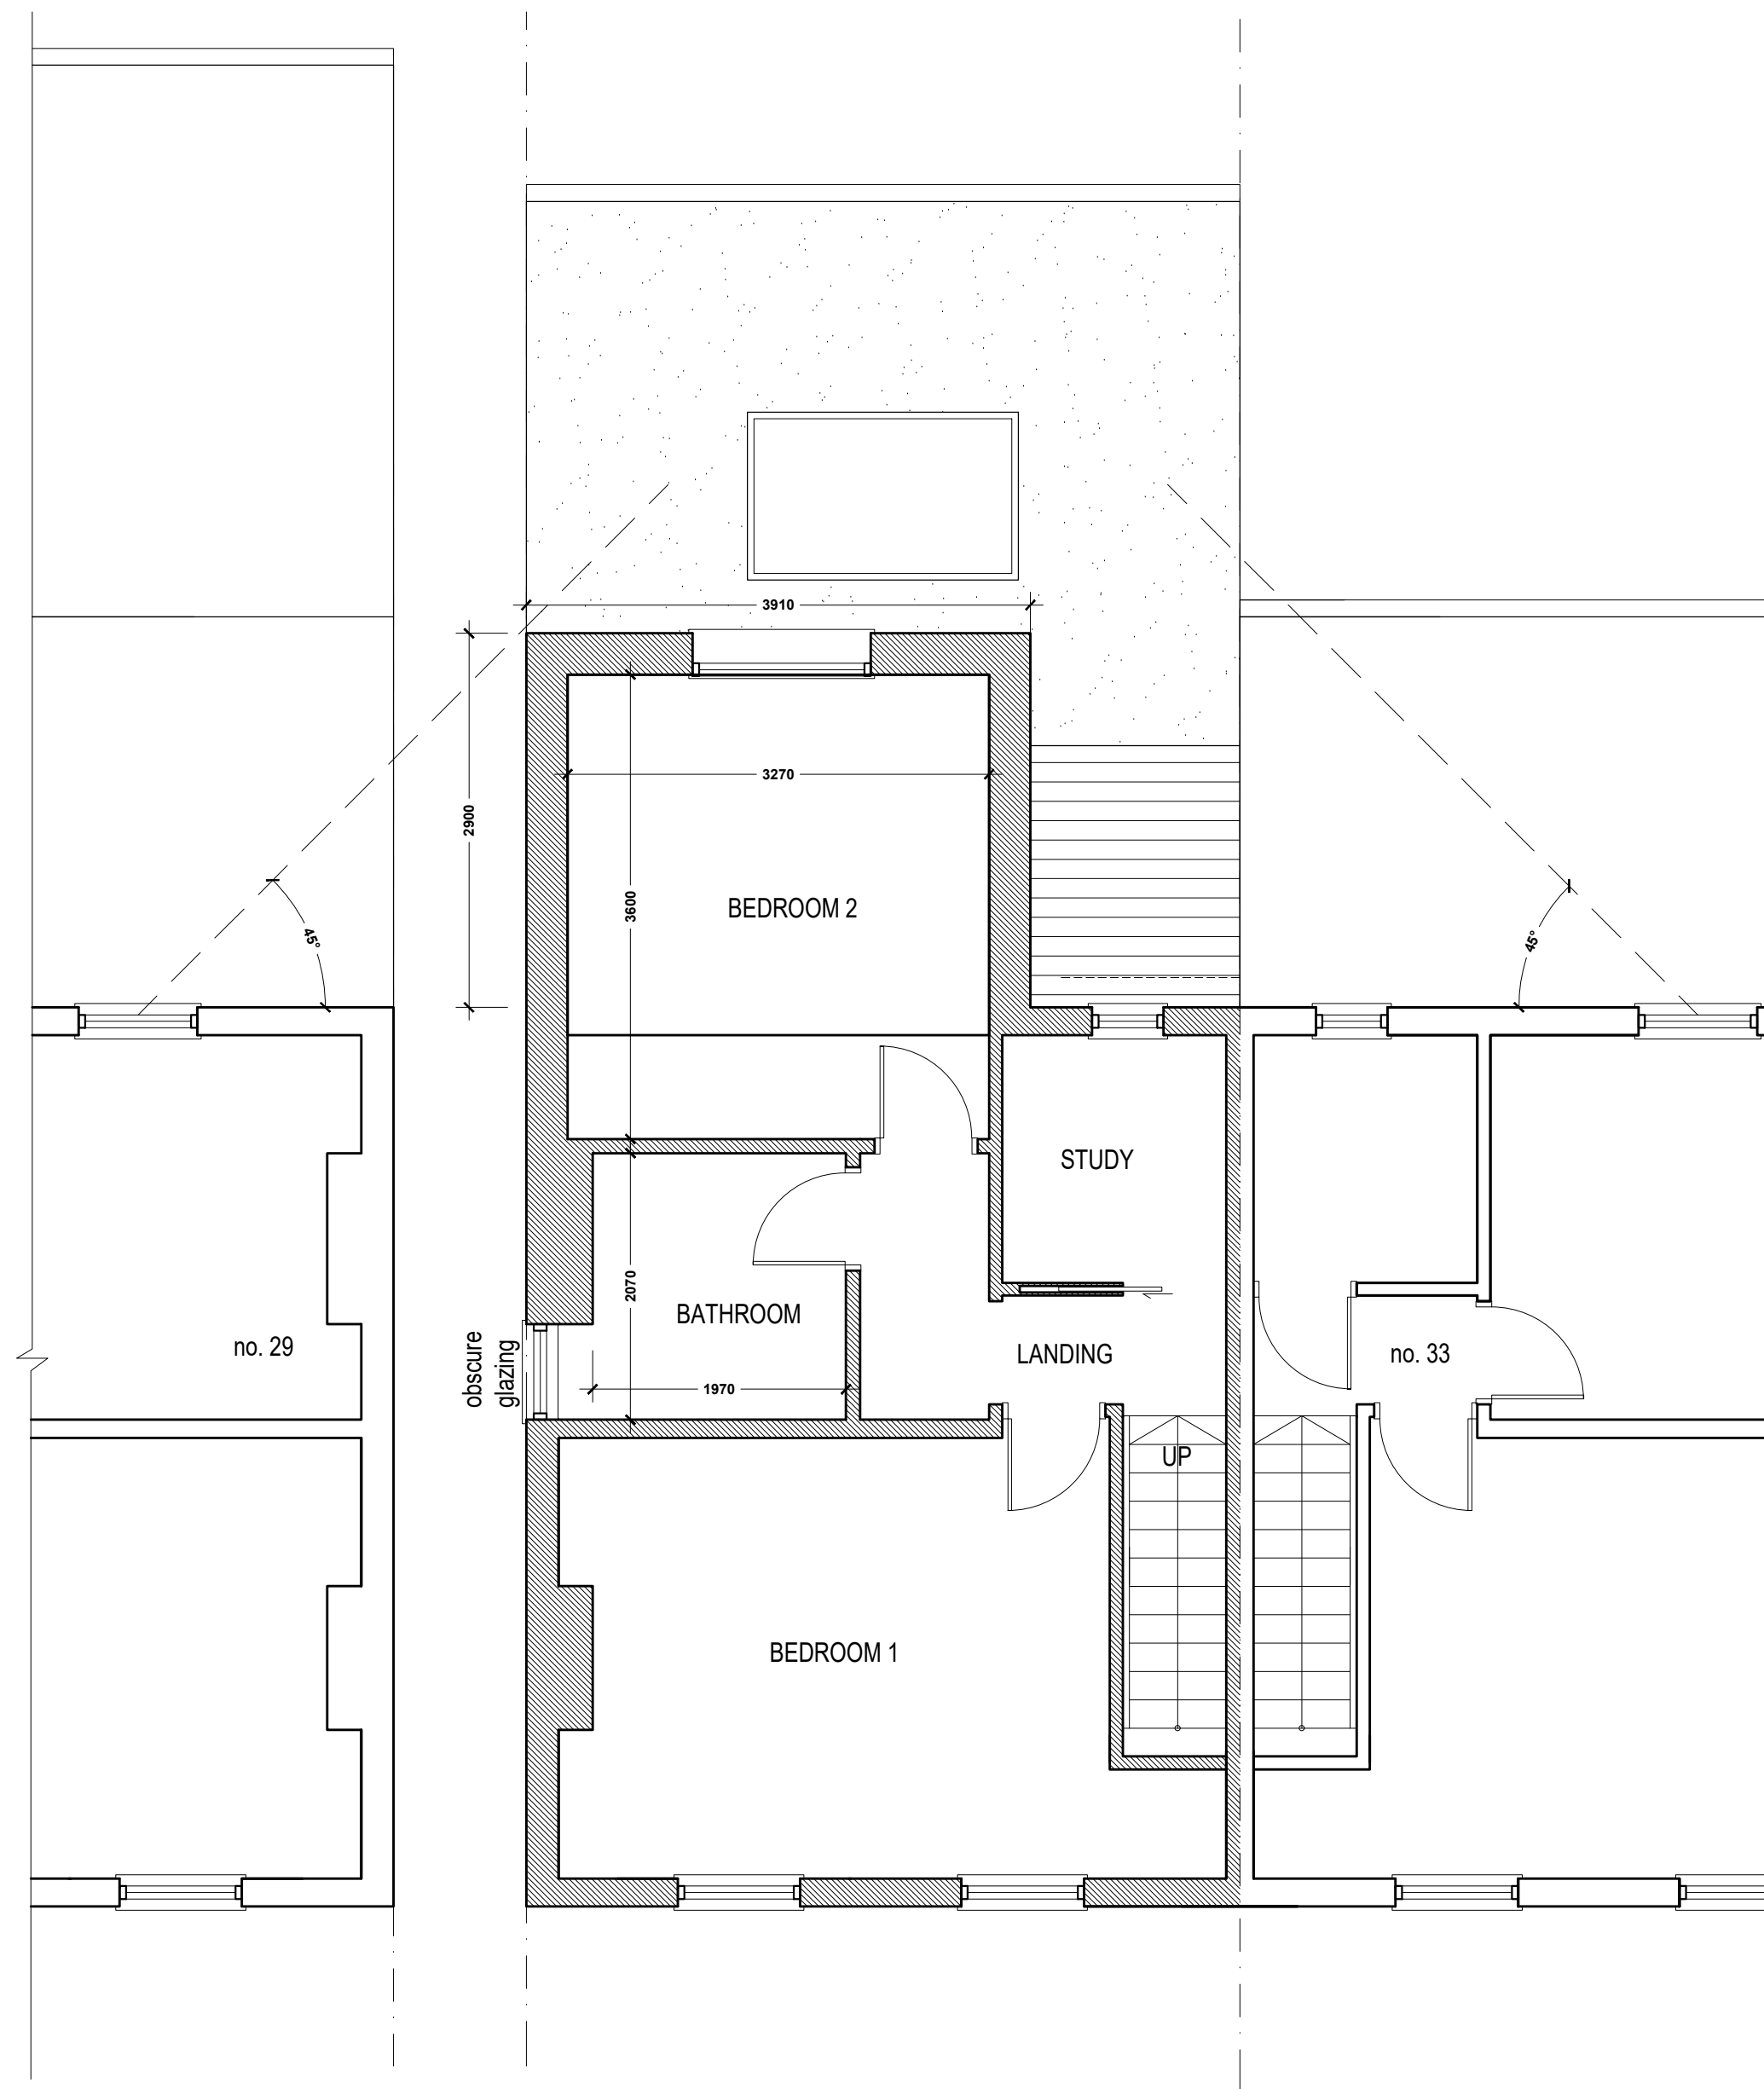 3910
3270
2900
3600
BEDROOM 2
45°
45°
STUDY
2070
BATHROOM
obscure
glazing
no. 29
LANDING
no. 33
1970
UP
BEDROOM 1